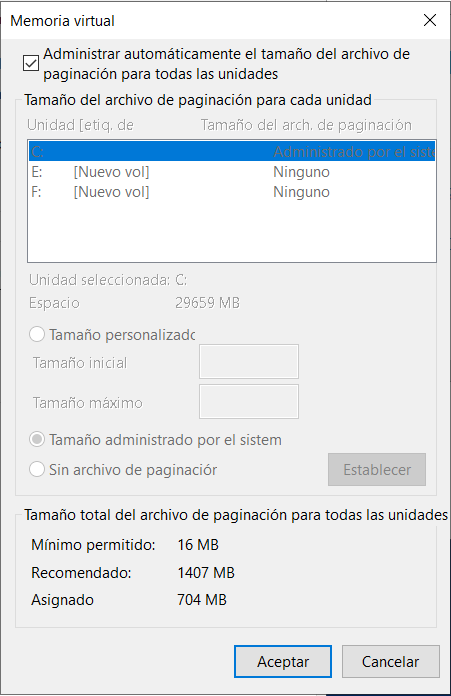 Memoria virtual
Administrar automáticamente el tamaño del archivo de
paginación para todas las unidades
Tamaño del archivo de paginación para cada unidad
Unidad [etiq. de Tamaño del arch. de paginación
C: Administrado por el siste
E: [Nuevo vol] Ninguno
F: [Nuevo vol] Ninguno
Unidad seleccionada: C:
Espacio 29659 MB
Tamaño personalizado
Tamaño inicial
Tamaño máximo
Tamaño administrado por el sistem
Sin archivo de paginación
Establecer
Tamaño total del archivo de paginación para todas las unidades
Mínimo permitido: 16 MB
Recomendado: 1407 MB
Asignado 704 MB
Aceptar Cancelar